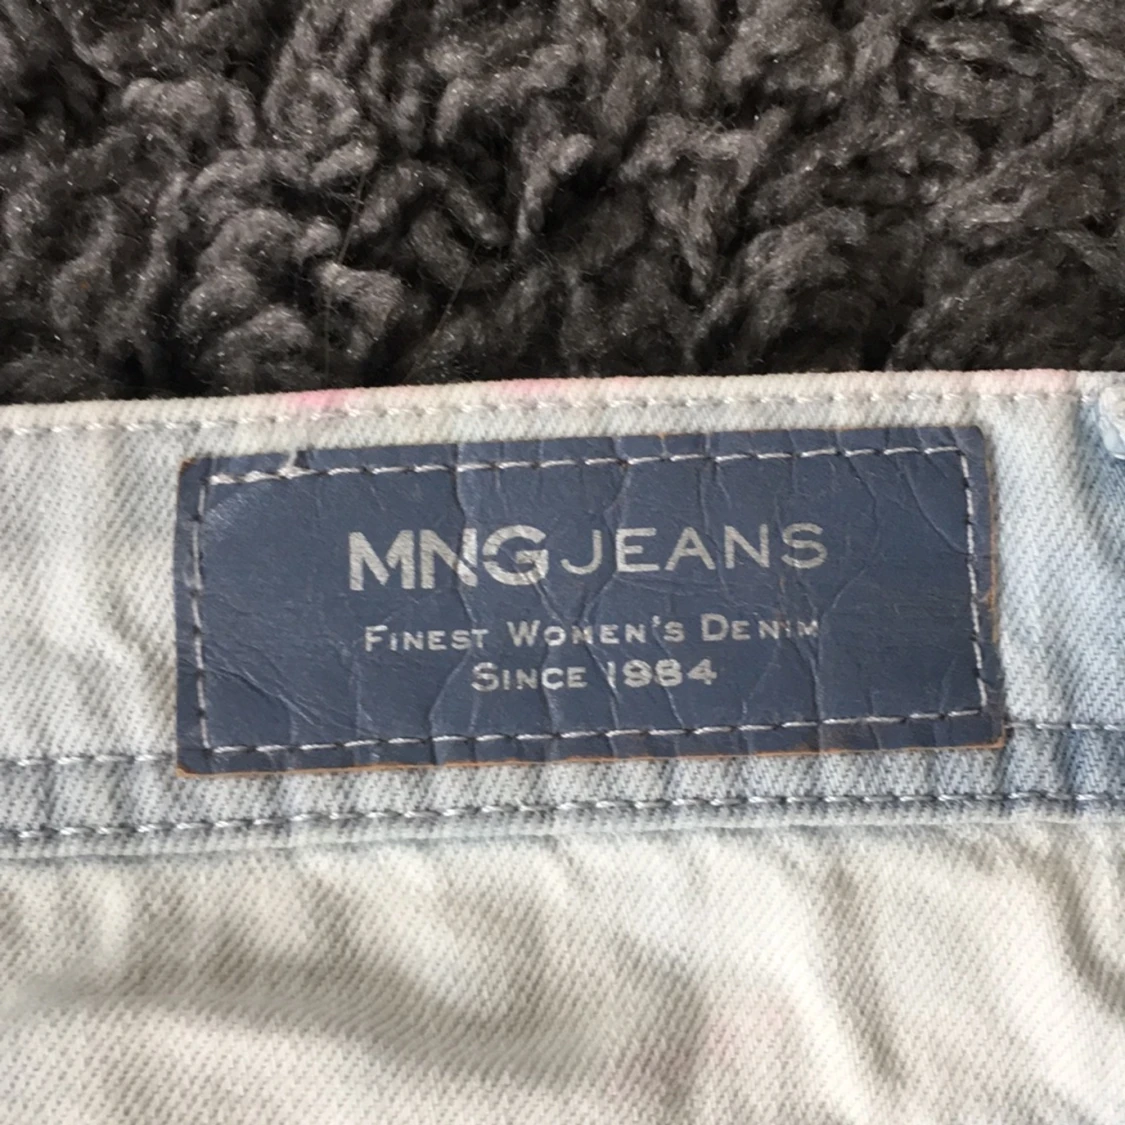 MNG JEANS
FINEST WOMEN'S DENIM
SINCE 1984